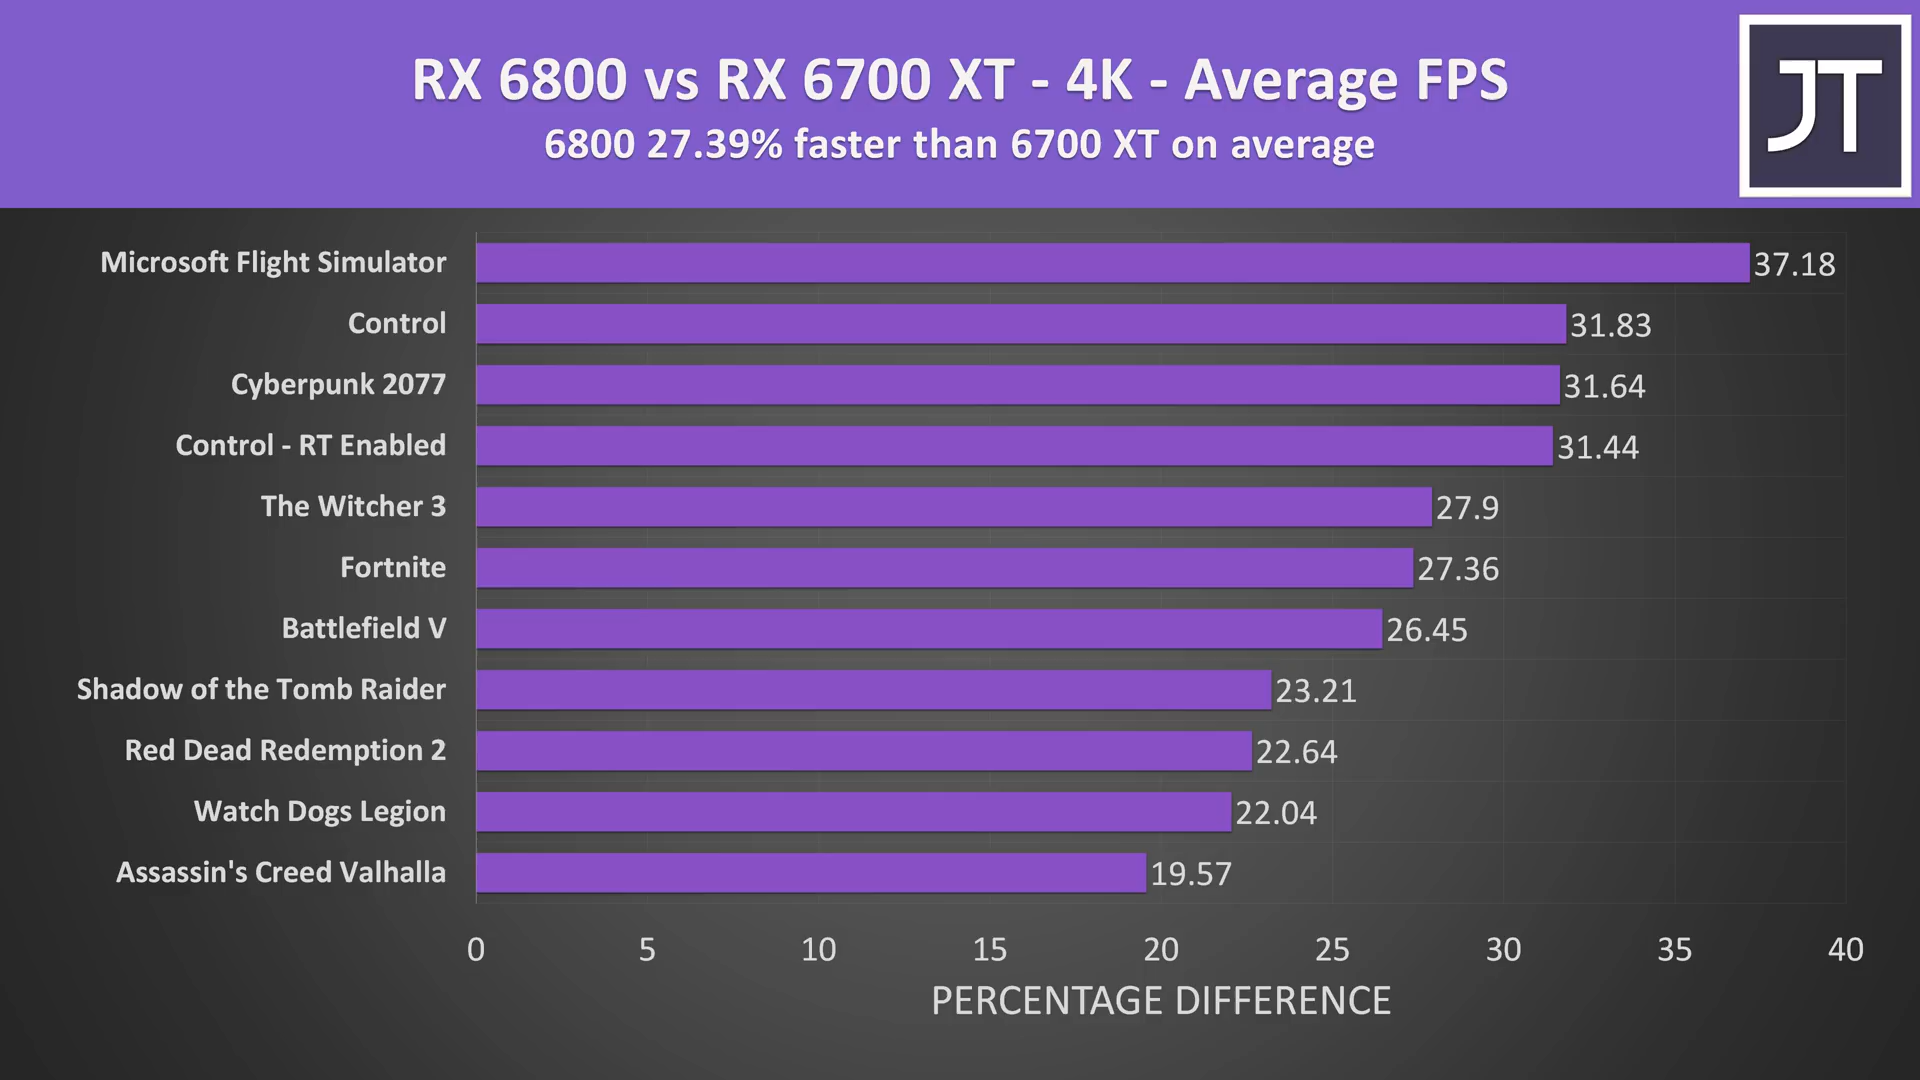 RX 6800 vs RX 6700 XT - 4K - Average FPS
6800 27.39% faster than 6700 XT on average
JT
Microsoft Flight Simulator 37.18
Control 31.83
Cyberpunk 2077 31.64
Control - RT Enabled 31.44
The Witcher 3 27.9
Fortnite 27.36
Battlefield V 26.45
Shadow of the Tomb Raider 23.21
Red Dead Redemption 2 22.64
Watch Dogs Legion 22.04
Assassin's Creed Valhalla 19.57
0 5 10 15 20 25 30 35 40
PERCENTAGE DIFFERENCE